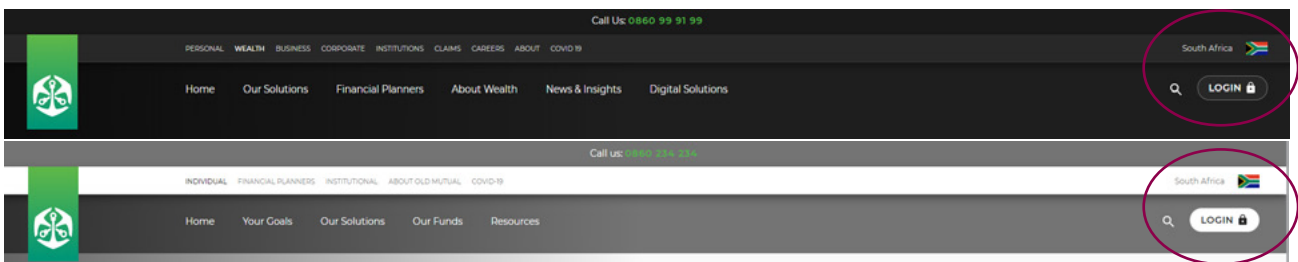 Call Us: 0860 99 91 99
PERSONAL WEALTH BUSINESS CORPORATE INSTITUTIONS CLAIMS CAREERS ABOUT COVID 19 South Africa
Home Our Solutions Financial Planners About Wealth News & Insights Digital Solutions LOGIN
Call us: 0860 234 234
INDIVIDUAL FINANCIAL PLANNERS INSTITUTIONAL ABOUT OLD MUTUAL COVID-19 South Africa
Home Your Goals Our Solutions Our Funds Resources LOGIN